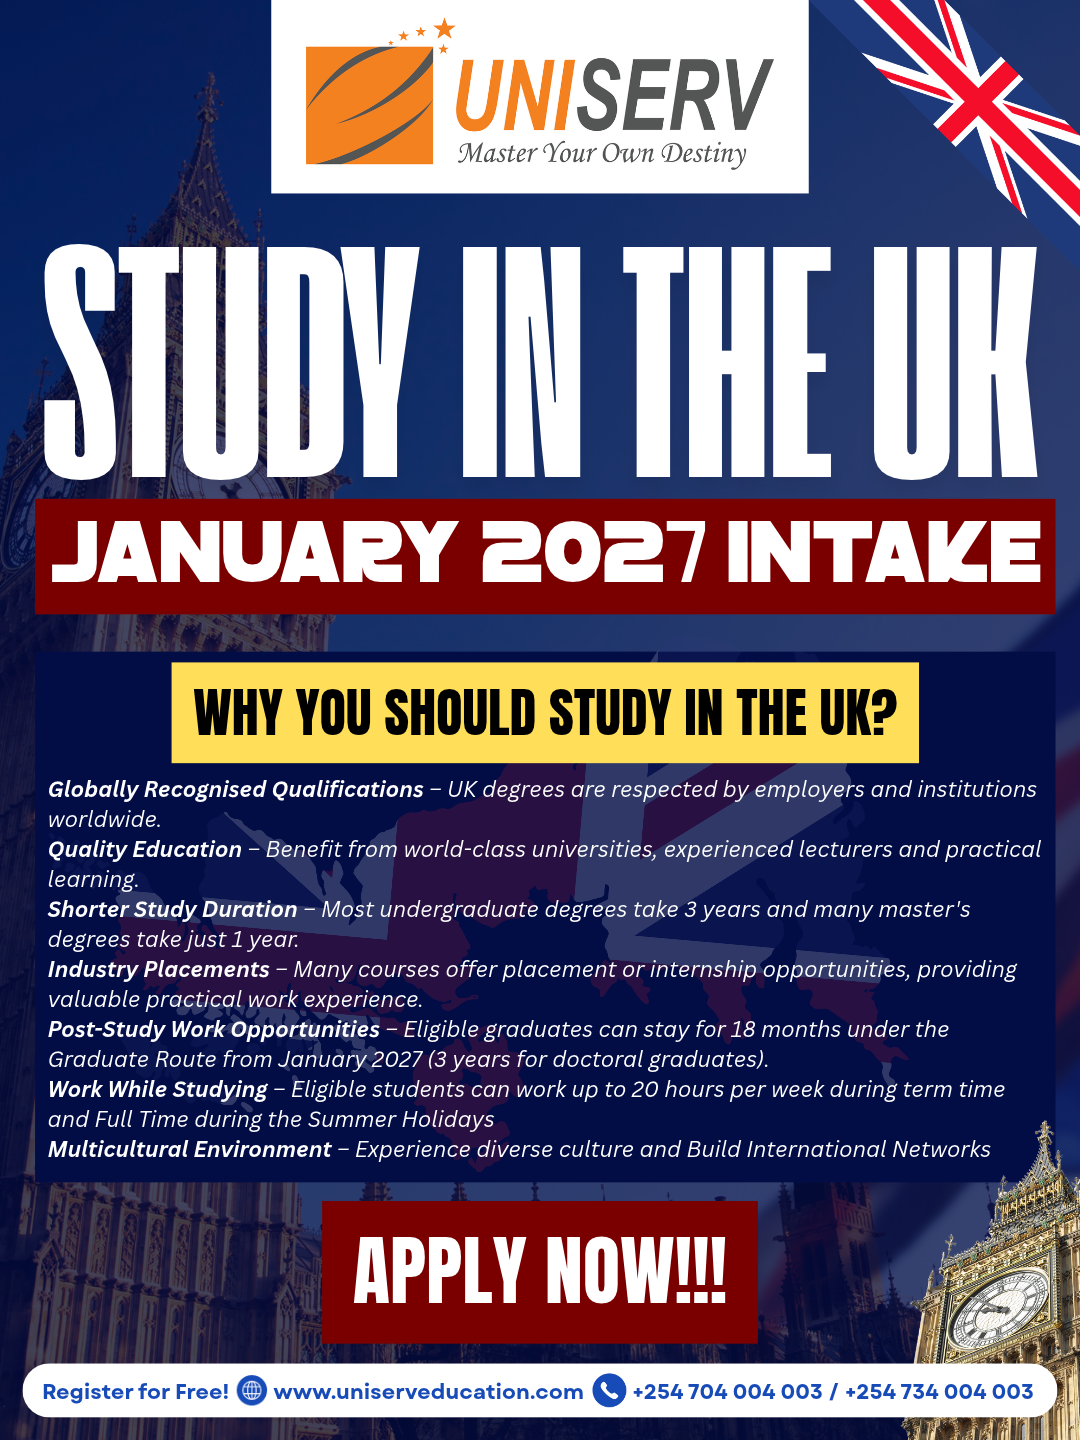 UNISERV
Master Your Own Destiny
STUDY IN THE UK
JANUARY 2027 INTAKE
WHY YOU SHOULD STUDY IN THE UK?
Globally Recognised Qualifications – UK degrees are respected by employers and institutions
worldwide.
Quality Education – Benefit from world-class universities, experienced lecturers and practical
learning.
Shorter Study Duration – Most undergraduate degrees take 3 years and many master's
degrees take just 1 year.
Industry Placements – Many courses offer placement or internship opportunities, providing
valuable practical work experience.
Post-Study Work Opportunities – Eligible graduates can stay for 18 months under the
Graduate Route from January 2027 (3 years for doctoral graduates).
Work While Studying – Eligible students can work up to 20 hours per week during term time
and Full Time during the Summer Holidays
Multicultural Environment – Experience diverse culture and Build International Networks
APPLY NOW!!!
Register for Free! www.uniserveducation.com +254 704 004 003 / +254 734 004 003